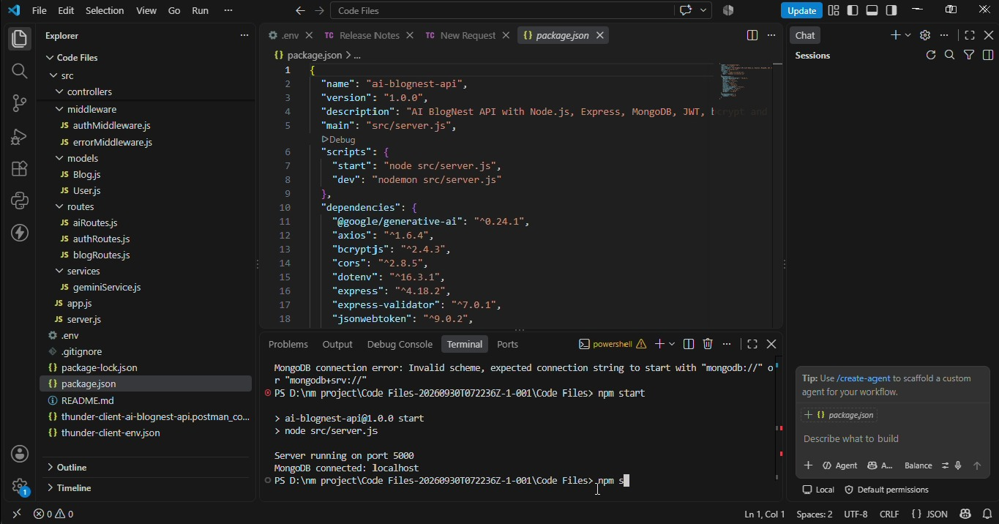 File Edit Selection View Go Run ···
Code Files
Update
Explorer
Code Files
src
controllers
middleware
JS authMiddleware.js
JS errorMiddleware.js
models
JS Blog.js
JS User.js
routes
JS aiRoutes.js
JS authRoutes.js
JS blogRoutes.js
services
JS geminiService.js
JS app.js
JS server.js
.env
.gitignore
{} package-lock.json
{} package.json
README.md
{} thunder-client-ai-blognest-api.postman_co...
{} thunder-client-env.json
Outline
Timeline
1
.env
TC Release Notes
TC New Request
{} package.json
{} package.json > ...
1 {
2 "name": "ai-blognest-api",
3 "version": "1.0.0",
4 "description": "AI BlogNest API with Node.js, Express, MongoDB, JWT, bcrypt and
5 "main": "src/server.js",
Debug
6 "scripts": {
7 "start": "node src/server.js",
8 "dev": "nodemon src/server.js"
9 },
10 "dependencies": {
11 "@google/generative-ai": "^0.24.1",
12 "axios": "^1.6.4",
13 "bcryptjs": "^2.4.3",
14 "cors": "^2.8.5",
15 "dotenv": "^16.3.1",
16 "express": "^4.18.2",
17 "express-validator": "^7.0.1",
18 "jsonwebtoken": "^9.0.2",
Problems Output Debug Console Terminal Ports
powershell
MongoDB connection error: Invalid scheme, expected connection string to start with "mongodb://" o
r "mongodb+srv://"
PS D:\nm project\Code Files-20260930T072236Z-1-001\Code Files> npm start
> ai-blognest-api@1.0.0 start
> node src/server.js
Server running on port 5000
MongoDB connected: localhost
PS D:\nm project\Code Files-20260930T072236Z-1-001\Code Files> npm s
Chat
Sessions
Tip: Use /create-agent to scaffold a custom
agent for your workflow.
{} package.json
Describe what to build
Agent A... Balance
Local Default permissions
0 0
Ln 1, Col 1 Spaces: 2 UTF-8 CRLF {} JSON